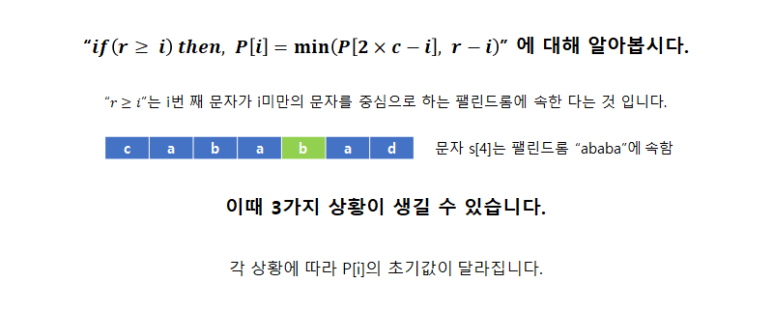 “if(r ≥ i) then, P[i] = min(P[2 × c − i], r − i)” 에 대해 알아봅시다.
“r ≥ i”는 i번 째 문자가 i미만의 문자를 중심으로 하는 팰린드롬에 속한 다는 것 입니다.
c a b a b a d 문자 s[4]는 팰린드롬 “ababa”에 속함
이때 3가지 상황이 생길 수 있습니다.
각 상황에 따라 P[i]의 초기값이 달라집니다.